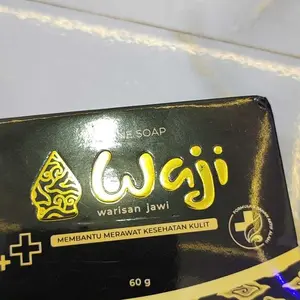 SOAP
Waji
warisan jawi
MEMBANTU MERAWAT KESEHATAN KULIT
60 g